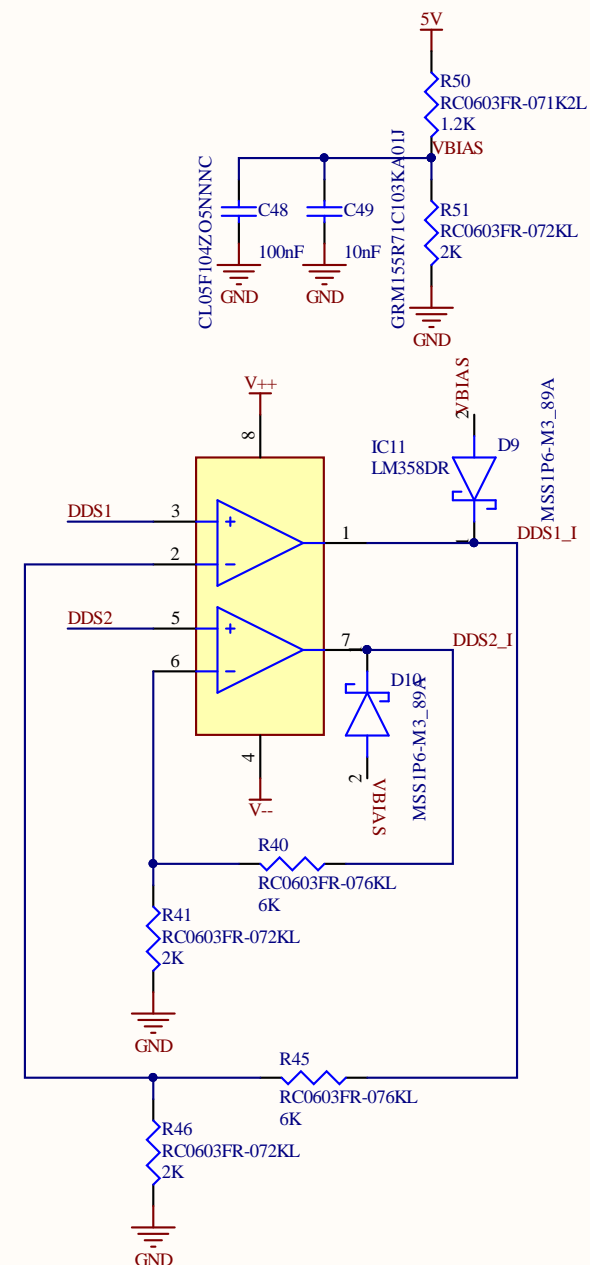 5V
R50
RC0603FR-071K2L
1.2K
VBIAS
CL05F104ZO5NNNC
C48
100nF
GND
C49
10nF
GND
GRM155R71C103KA01J
R51
RC0603FR-072KL
2K
GND
V++
8
IC11
LM358DR
VBIAS
2
D9
MSS1P6-M3_89A
DDS1
3
1
DDS1_I
2
DDS2
5
7
DDS2_I
6
D10
MSS1P6-M3_89A
2
VBIAS
4
V--
R40
RC0603FR-076KL
6K
R41
RC0603FR-072KL
2K
GND
R45
RC0603FR-076KL
6K
R46
RC0603FR-072KL
2K
GND